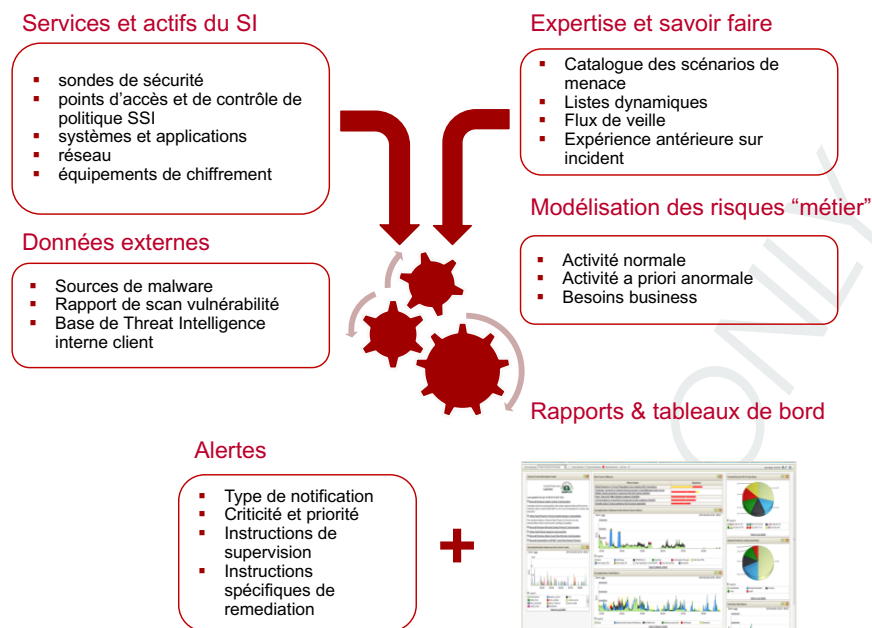 Services et actifs du SI
sondes de sécurité
points d'accès et de contrôle de
politique SSI
systèmes et applications
réseau
équipements de chiffrement
Expertise et savoir faire
Catalogue des scénarios de
menace
Listes dynamiques
Flux de veille
Expérience antérieure sur
incident
Données externes
Sources de malware
Rapport de scan vulnérabilité
Base de Threat Intelligence
interne client
Modélisation des risques “métier”
Activité normale
Activité a priori anormale
Besoins business
Alertes
Type de notification
Criticité et priorité
Instructions de
supervision
Instructions
spécifiques de
remediation
Rapports & tableaux de bord
ONLY